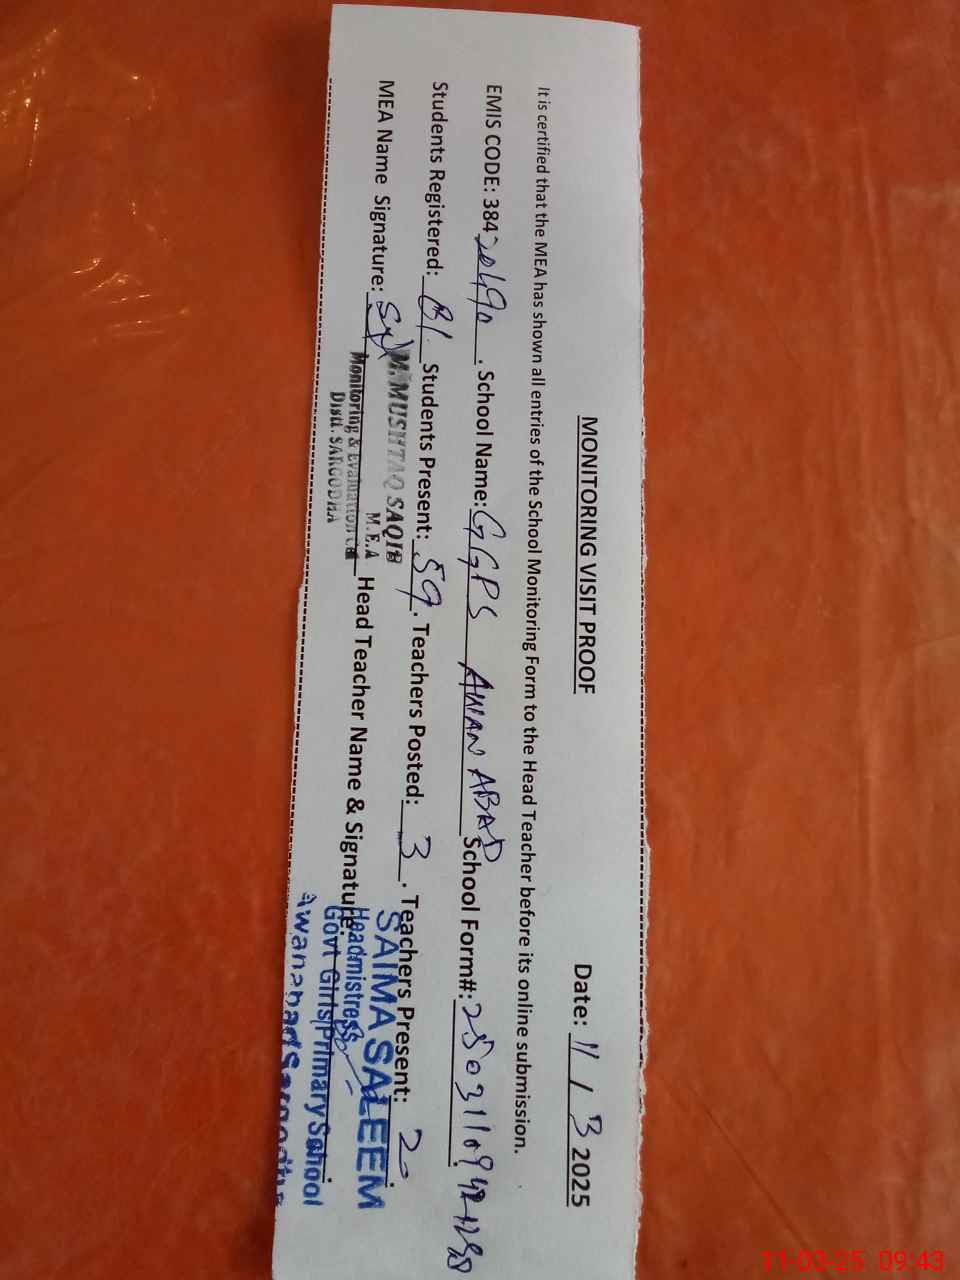 MONITORING VISIT PROOF
Date: 11 / 3 2025
It is certified that the MEA has shown all entries of the School Monitoring Form to the Head Teacher before its online submission.
EMIS CODE: 38420490 . School Name: GGPS AWAN ABAD School Form#:
Students Registered: 81 Students Present: 59 . Teachers Posted: 3 . Teachers Present: 2
MEA Name Signature: Head Teacher Name & Signature:
M. MUSHTAQ SAQIB
M.E.A
Monitoring & Evaluation
Distt. SARGODHA
SAIMA SALEEM
Headmistress
Govt Girls Primary School
Awanabad Sargodha
11-03-25 09:43